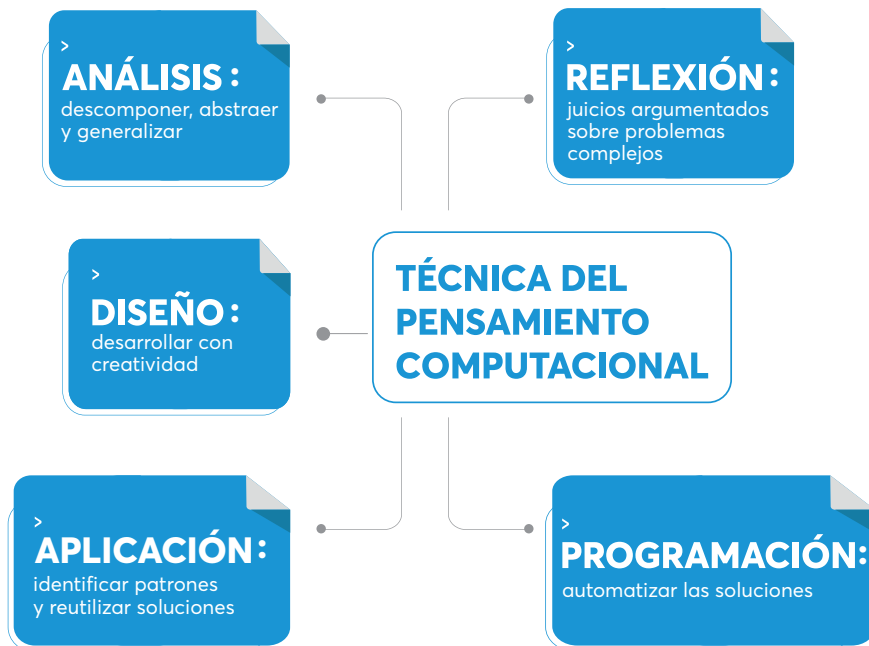 >
ANÁLISIS:
descomponer, abstraer
y generalizar
>
REFLEXIÓN:
juicios argumentados
sobre problemas
complejos
>
DISEÑO:
desarrollar con
creatividad
TÉCNICA DEL
PENSAMIENTO
COMPUTACIONAL
>
APLICACIÓN:
identificar patrones
y reutilizar soluciones
>
PROGRAMACIÓN:
automatizar las soluciones